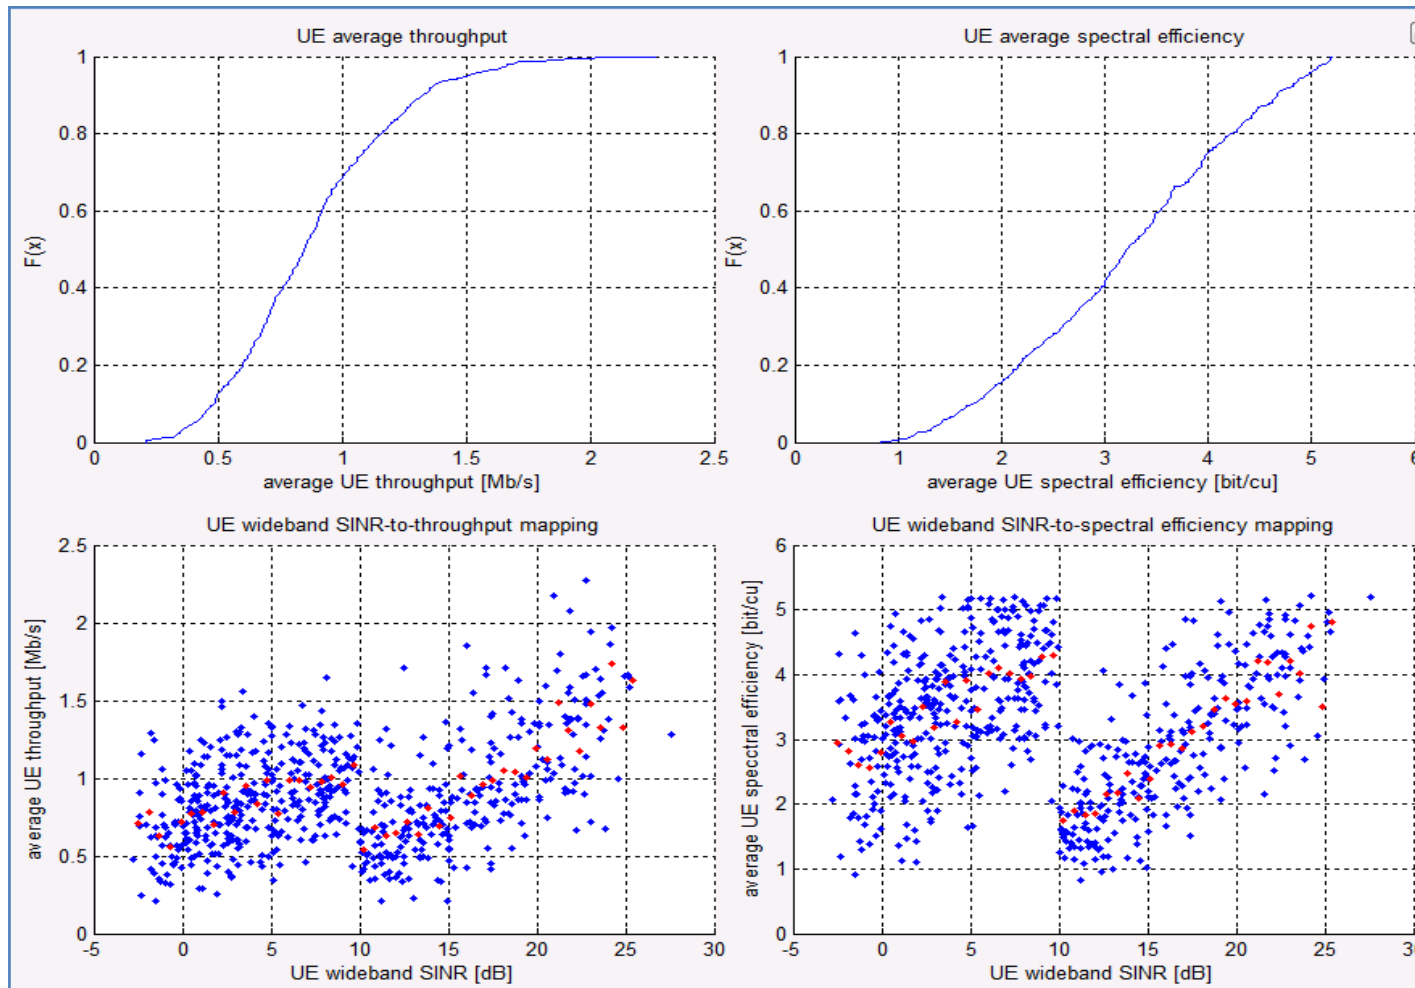 UE average throughput
1
0.8
0.6
0.4
0.2
0
F(x)
0 0.5 1 1.5 2 2.5
average UE throughput [Mb/s]
UE average spectral efficiency
1
0.8
0.6
0.4
0.2
0
F(x)
0 1 2 3 4 5 6
average UE spectral efficiency [bit/cu]
UE wideband SINR-to-throughput mapping
2.5
2
1.5
1
0.5
0
average UE throughput [Mb/s]
-5 0 5 10 15 20 25 30
UE wideband SINR [dB]
UE wideband SINR-to-spectral efficiency mapping
6
5
4
3
2
1
0
average UE specctral efficiency [bit/cu]
-5 0 5 10 15 20 25 30
UE wideband SINR [dB]